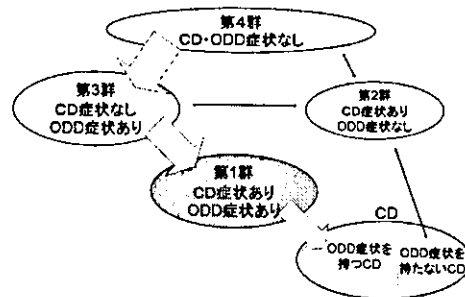 第4群
CD・ODD症状なし
第3群
CD症状なし
ODD症状あり
第2群
CD症状あり
ODD症状なし
第1群
CD症状あり
ODD症状あり
CD
ODD症状を
持つCD
ODD症状を
持たないCD